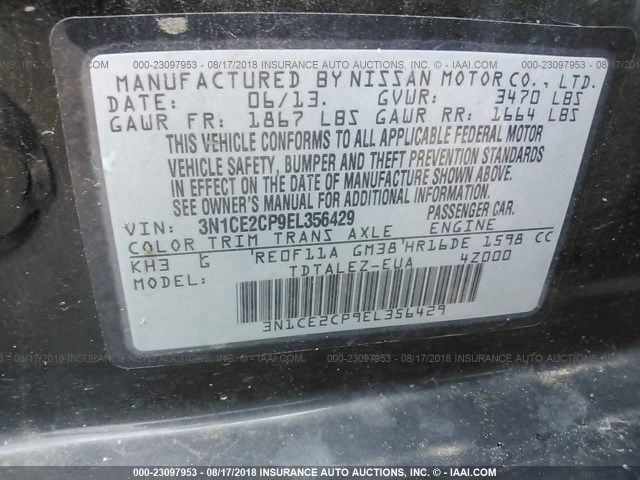 000-23097953 - 08/17/2018 INSURANCE AUTO AUCTIONS INC. - © IAAI.COM
MANUFACTURED BY NISSAN MOTOR CO., LTD.
DATE: 06/13. GVWR: 3470 LBS
GAWR FR: 1867 LBS GAWR RR: 1664 LBS
THIS VEHICLE CONFORMS TO ALL APPLICABLE FEDERAL MOTOR
VEHICLE SAFETY, BUMPER AND THEFT PREVENTION STANDARDS
IN EFFECT ON THE DATE OF MANUFACTURE SHOWN ABOVE.
SEE OWNER'S MANUAL FOR ADDITIONAL INFORMATION.
VIN: 3N1CE2CP9EL356429 PASSENGER CAR.
COLOR TRIM TRANS AXLE ENGINE
KH3 G 'RE0F11A GM38'HR16DE 1598 CC
MODEL: TDTALEZ-EUA 4Z000
3N1CE2CP9EL356429
000-23097953 - 08/17/2018 INSURANCE AUTO AUCTIONS INC. - © IAAI.COM